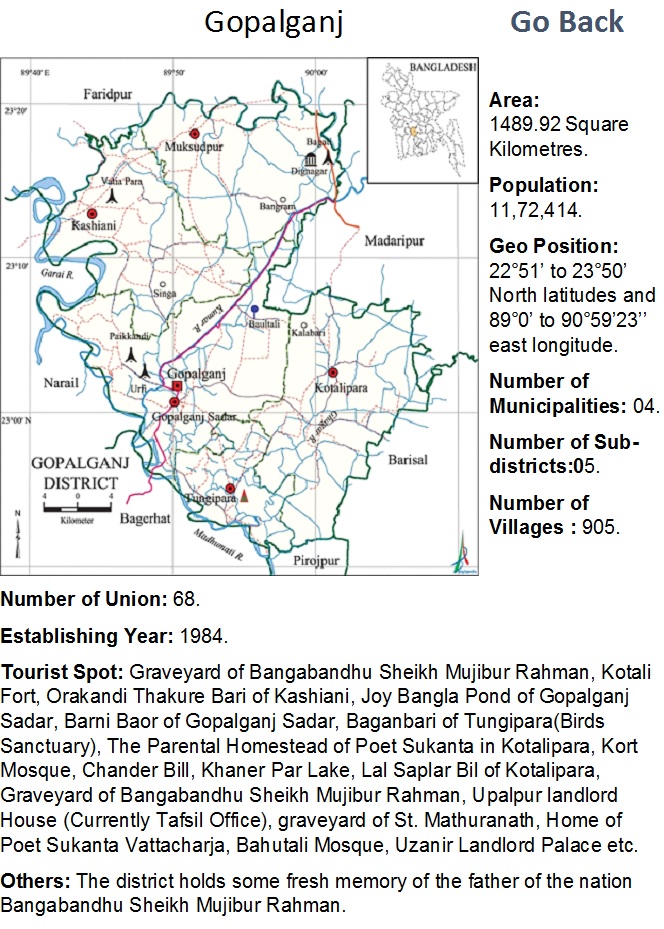 Gopalganj
Go Back
89°40' E
89°50'
90°00'
BANGLADESH
23°20'
23°10'
23°00' N
Faridpur
Muksudpur
Dignagar
Vatia Para
Bangram
Kashiani
Madaripur
Garai R.
Singa
Kumar R.
Baultali
Kalabari
Paikkandi
Narail
Urfi
Gopalganj
Kotalipara
Gopalganj Sadar
Ghagar R.
Barisal
GOPALGANJ
DISTRICT
4 0 4
Kilometer
Tungipara
Bagerhat
N
Madhumati R.
Pirojpur
Area:
1489.92 Square
Kilometres.
Population:
11,72,414.
Geo Position:
22°51’ to 23°50’
North latitudes and
89°0’ to 90°59’23’’
east longitude.
Number of
Municipalities: 04.
Number of Sub-
districts:05.
Number of
Villages : 905.
Number of Union: 68.
Establishing Year: 1984.
Tourist Spot: Graveyard of Bangabandhu Sheikh Mujibur Rahman, Kotali
Fort, Orakandi Thakure Bari of Kashiani, Joy Bangla Pond of Gopalganj
Sadar, Barni Baor of Gopalganj Sadar, Baganbari of Tungipara(Birds
Sanctuary), The Parental Homestead of Poet Sukanta in Kotalipara, Kort
Mosque, Chander Bill, Khaner Par Lake, Lal Saplar Bil of Kotalipara,
Graveyard of Bangabandhu Sheikh Mujibur Rahman, Upalpur landlord
House (Currently Tafsil Office), graveyard of St. Mathuranath, Home of
Poet Sukanta Vattacharja, Bahutali Mosque, Uzanir Landlord Palace etc.
Others: The district holds some fresh memory of the father of the nation
Bangabandhu Sheikh Mujibur Rahman.